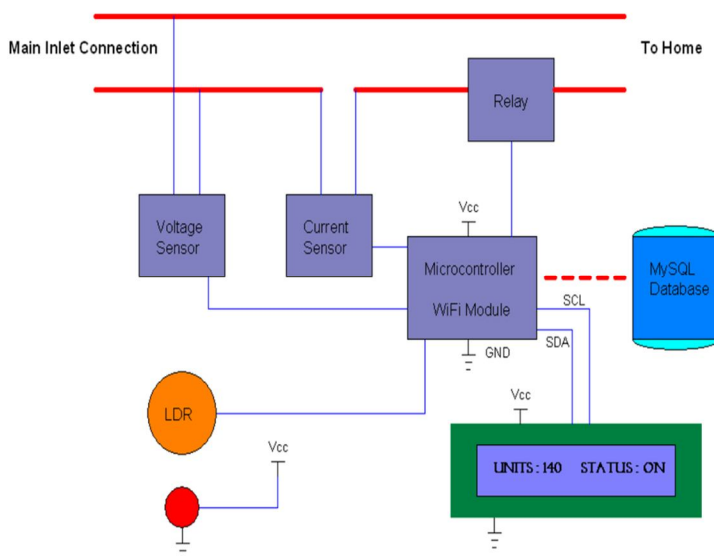 Main Inlet Connection
To Home
Relay
Voltage
Sensor
Current
Sensor
Vcc
Microcontroller
WiFi Module
MySQL
Database
SCL
SDA
GND
LDR
Vcc
Vcc
UNITS : 140 STATUS : ON